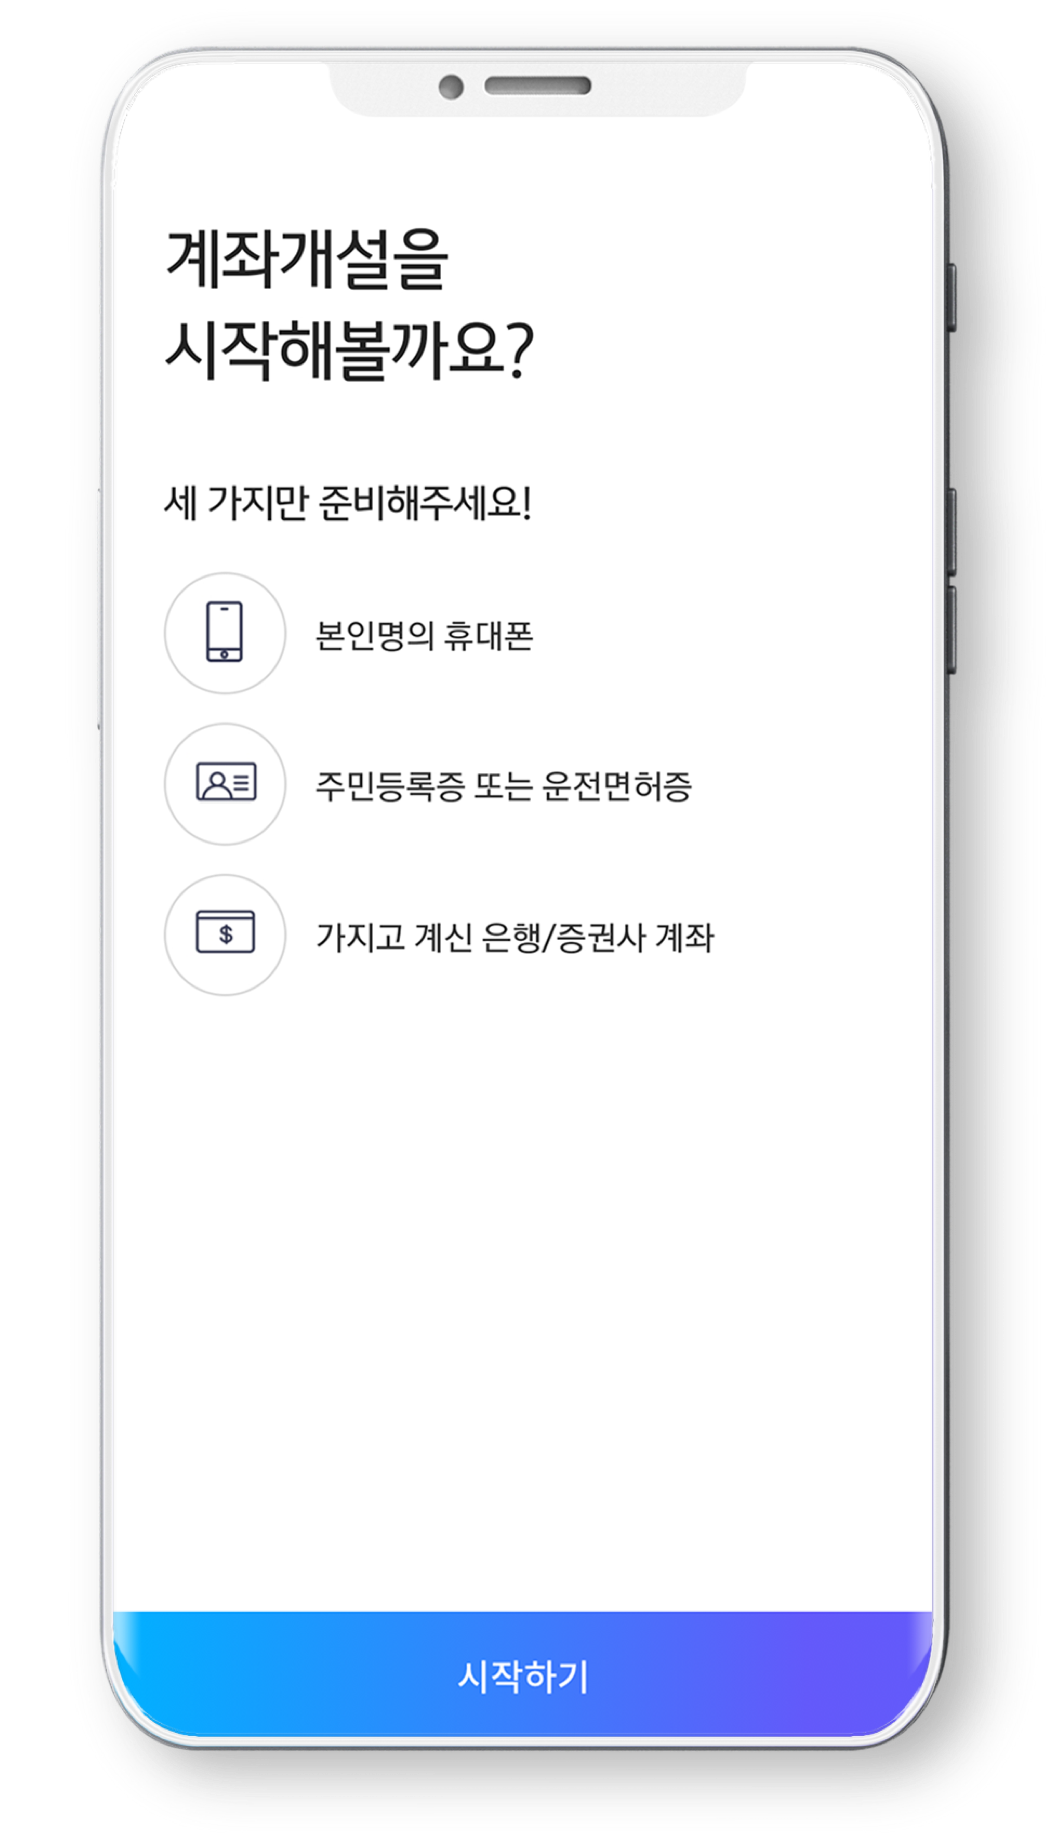 계좌개설을
시작해볼까요?
세 가지만 준비해주세요!
본인명의 휴대폰
주민등록증 또는 운전면허증
$
가지고 계신 은행/증권사 계좌
시작하기